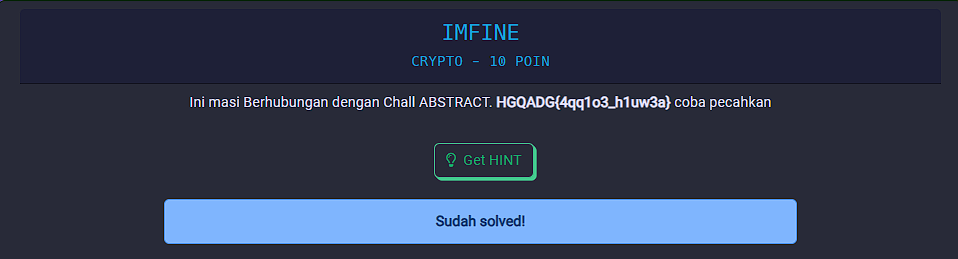 IMFINE
CRYPTO - 10 POIN
Ini masi Berhubungan dengan Chall ABSTRACT. HGQADG{4qq1o3_h1uw3a} coba pecahkan
Get HINT
Sudah solved!